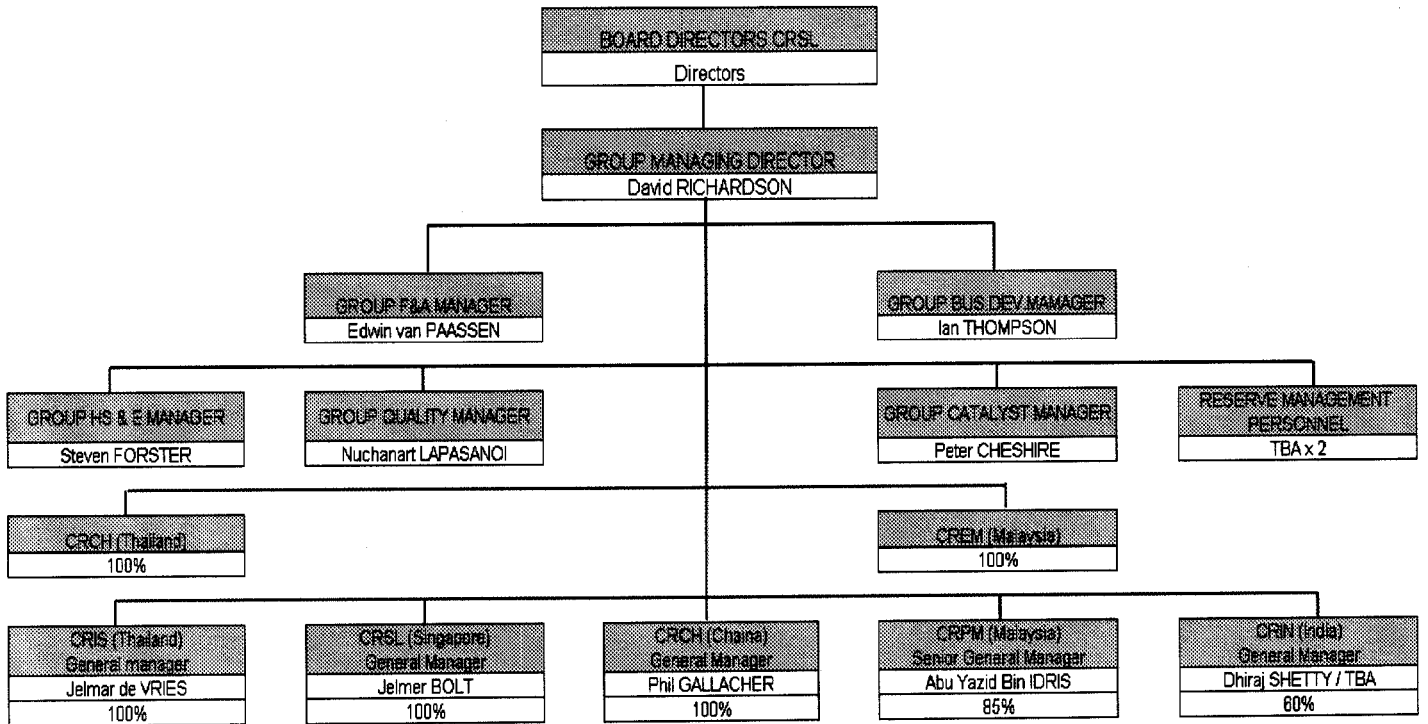 BOARD DIRECTORS CRSL
Directors
GROUP MANAGING DIRECTOR
David RICHARDSON
GROUP F&A MANAGER
Edwin van PAASSEN
GROUP BUS.DEV.MAMAGER
Ian THOMPSON
GROUP HS & E MANAGER
Steven FORSTER
GROUP QUALITY MANAGER
Nuchanart LAPASANOI
GROUP CATALYST MANAGER
Peter CHESHIRE
RESERVE MANAGEMENT
PERSONNEL
TBA x 2
CRCH (Thailand)
100%
CREM (Malaysia)
100%
CRIS (Thailand)
General manager
Jelmar de VRIES
100%
CRSL (Singapore)
General Manager
Jelmer BOLT
100%
CRCH (Chaina)
General Manager
Phil GALLACHER
100%
CRPM (Malaysia)
Senior General Manager
Abu Yazid Bin IDRIS
85%
CRIN (India)
General Manager
Dhiraj SHETTY / TBA
60%